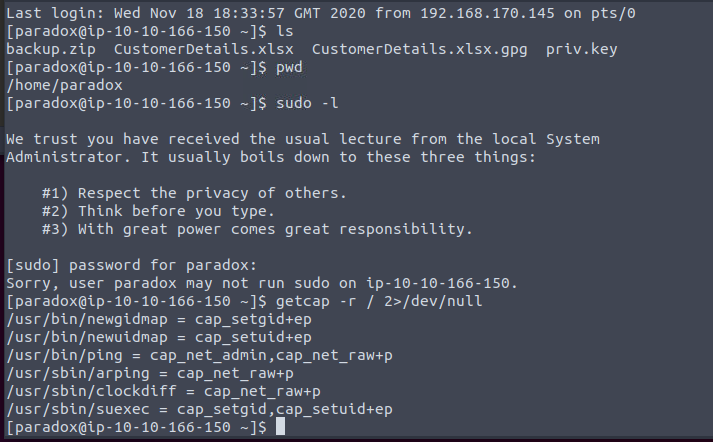 Last login: Wed Nov 18 18:33:57 GMT 2020 from 192.168.170.145 on pts/0
[paradox@ip-10-10-166-150 ~]$ ls
backup.zip  CustomerDetails.xlsx  CustomerDetails.xlsx.gpg  priv.key
[paradox@ip-10-10-166-150 ~]$ pwd
/home/paradox
[paradox@ip-10-10-166-150 ~]$ sudo -l

We trust you have received the usual lecture from the local System
Administrator. It usually boils down to these three things:

    #1) Respect the privacy of others.
    #2) Think before you type.
    #3) With great power comes great responsibility.

[sudo] password for paradox:
Sorry, user paradox may not run sudo on ip-10-10-166-150.
[paradox@ip-10-10-166-150 ~]$ getcap -r / 2>/dev/null
/usr/bin/newgidmap = cap_setgid+ep
/usr/bin/newuidmap = cap_setuid+ep
/usr/bin/ping = cap_net_admin,cap_net_raw+p
/usr/sbin/arping = cap_net_raw+p
/usr/sbin/clockdiff = cap_net_raw+p
/usr/sbin/suexec = cap_setgid,cap_setuid+ep
[paradox@ip-10-10-166-150 ~]$